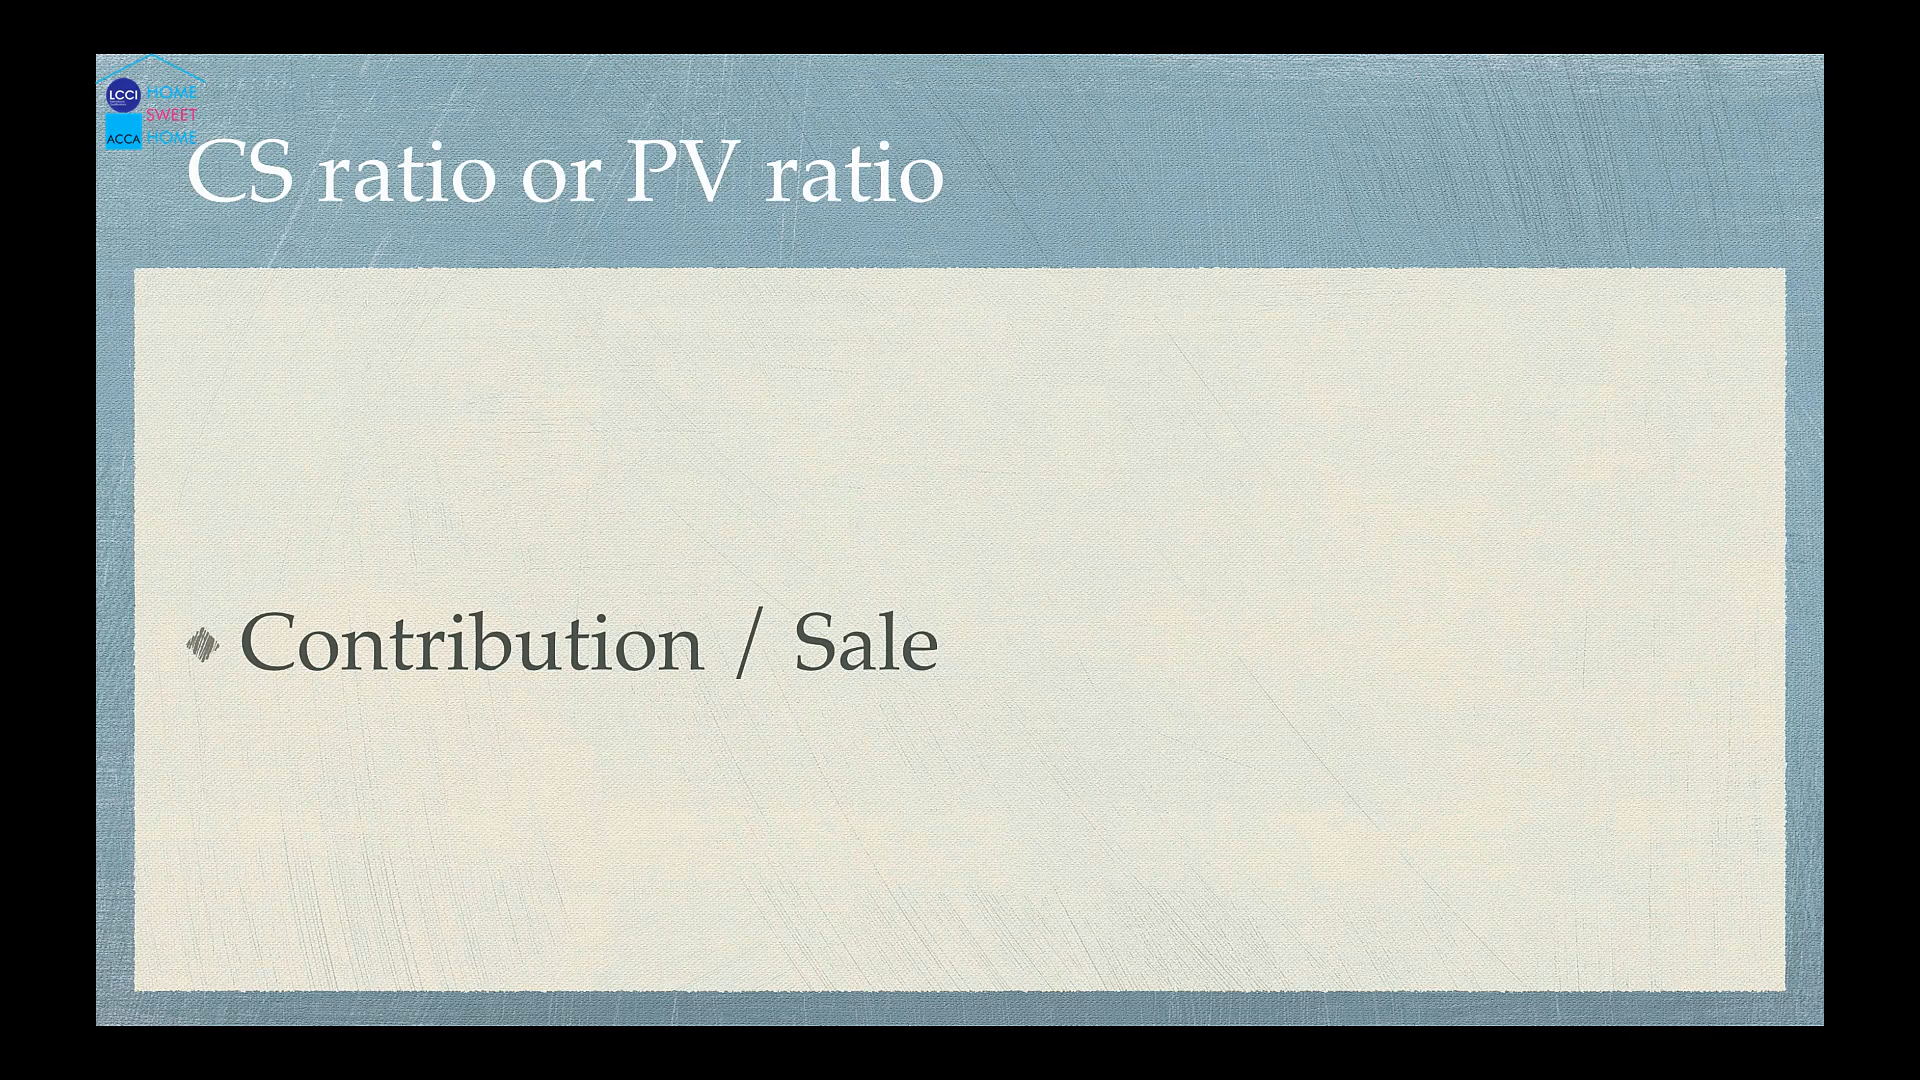 LCCI HOME
SWEET
ACCA HOME
CS ratio or PV ratio
Contribution / Sale